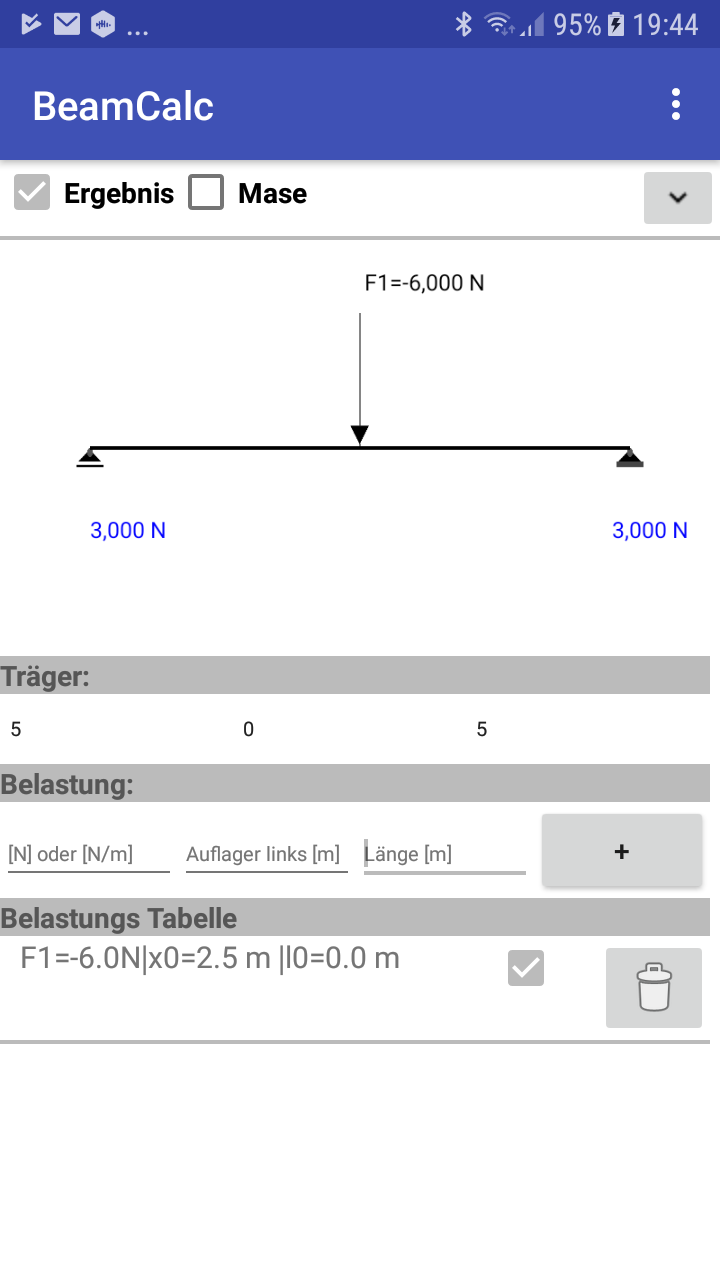 ... 95% 19:44
BeamCalc
Ergebnis Mase
F1=-6,000 N
3,000 N 3,000 N
Träger:
5 0 5
Belastung:
[N] oder [N/m] Auflager links [m] Länge [m] +
Belastungs Tabelle
F1=-6.0N|x0=2.5 m |l0=0.0 m